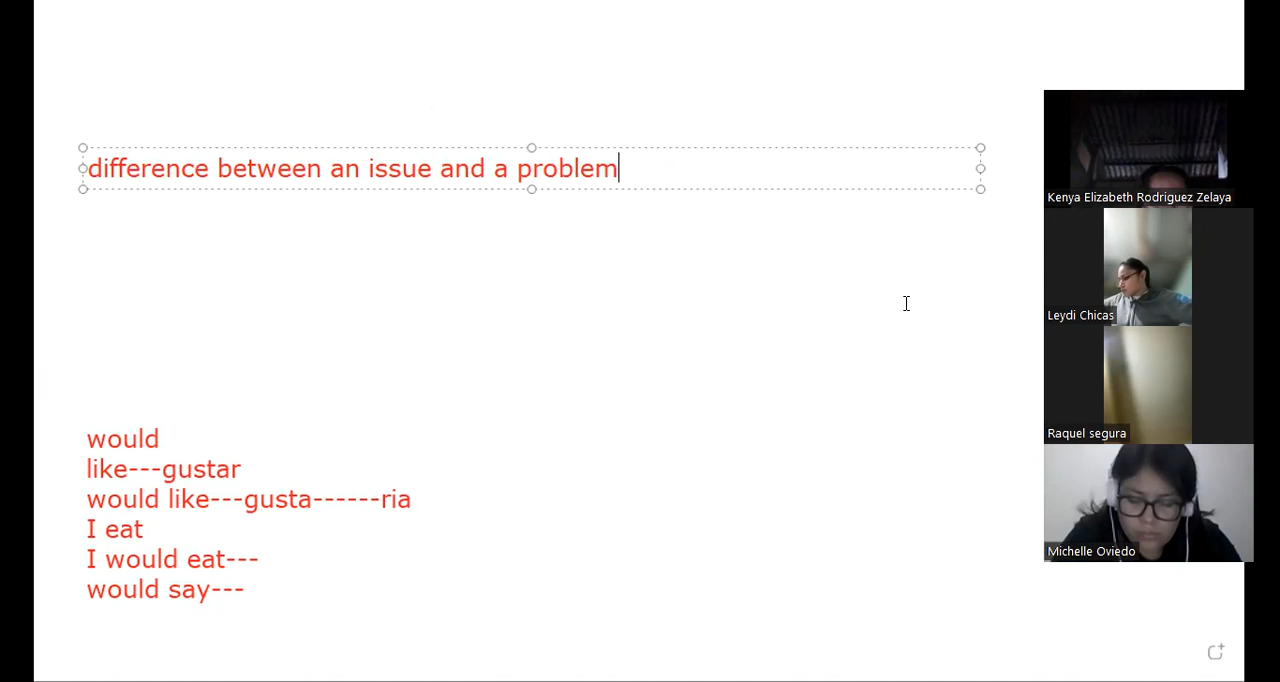 difference between an issue and a problem
would
like---gustar
would like---gusta------ria
I eat
I would eat---
would say---
Kenya Elizabeth Rodriguez Zelaya
Leydi Chicas
Raquel segura
Michelle Oviedo